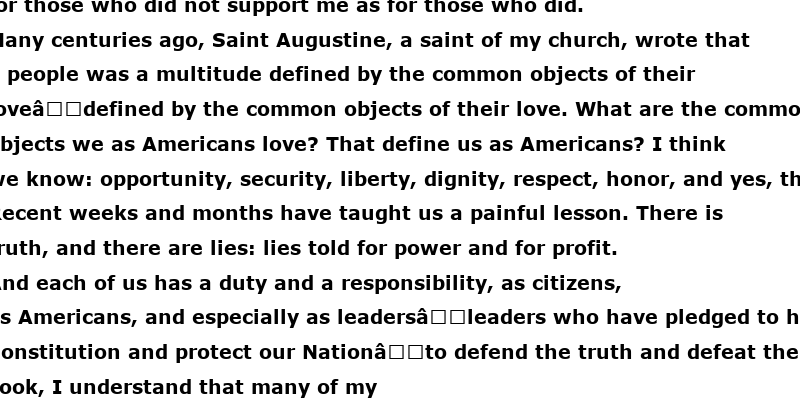 or those who did not support me as for those who did.
Many centuries ago, Saint Augustine, a saint of my church, wrote that
people was a multitude defined by the common objects of their
loveâ□□defined by the common objects of their love. What are the commo
bjects we as Americans love? That define us as Americans? I think
we know: opportunity, security, liberty, dignity, respect, honor, and yes, th
Recent weeks and months have taught us a painful lesson. There is
truth, and there are lies: lies told for power and for profit.
And each of us has a duty and a responsibility, as citizens,
s Americans, and especially as leadersâ□□leaders who have pledged to h
onstitution and protect our Nationâ□□to defend the truth and defeat the
ook, I understand that many of my